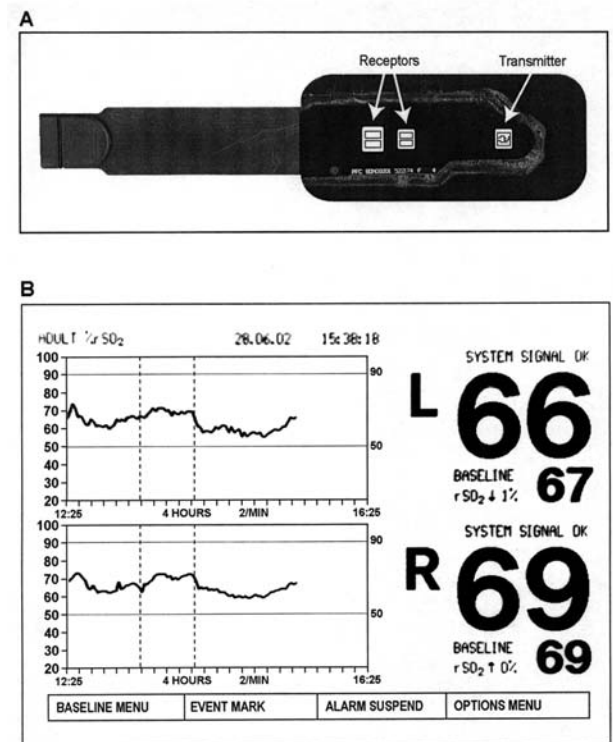 A
Receptors Transmitter
B
ADULT %r SO₂ 28.06.02 15:38:18
100
90
80
70
60
50
40
30
20
90
50
20
12:25 4 HOURS 2/MIN 16:25
L
SYSTEM SIGNAL OK
66
BASELINE
rSO₂ ↓ 1% 67
100
90
80
70
60
50
40
30
20
90
50
20
12:25 4 HOURS 2/MIN 16:25
R
SYSTEM SIGNAL OK
69
BASELINE
rSO₂ ↑ 0% 69
BASELINE MENU EVENT MARK ALARM SUSPEND OPTIONS MENU